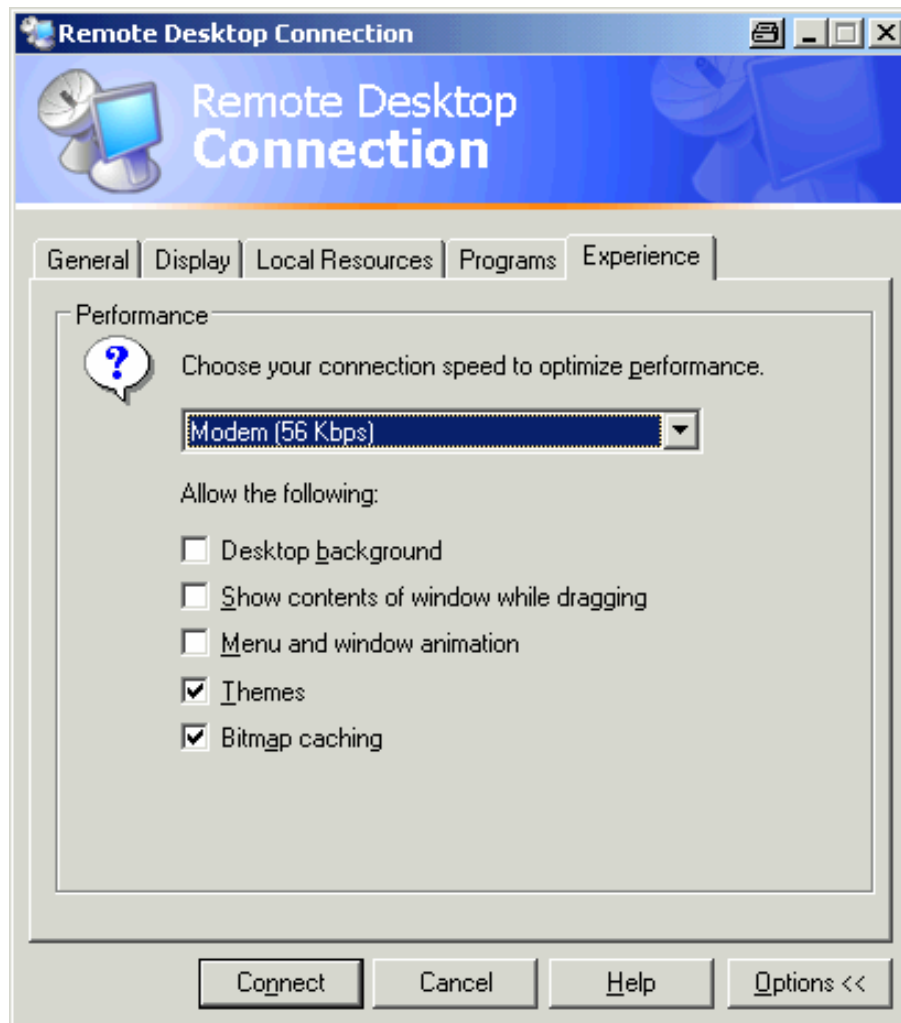 Remote Desktop Connection
Remote Desktop
Connection
General Display Local Resources Programs Experience
Performance
?
Choose your connection speed to optimize performance.
Modem (56 Kbps)
Allow the following:
Desktop background
Show contents of window while dragging
Menu and window animation
Themes
Bitmap caching
Connect Cancel Help Options <<